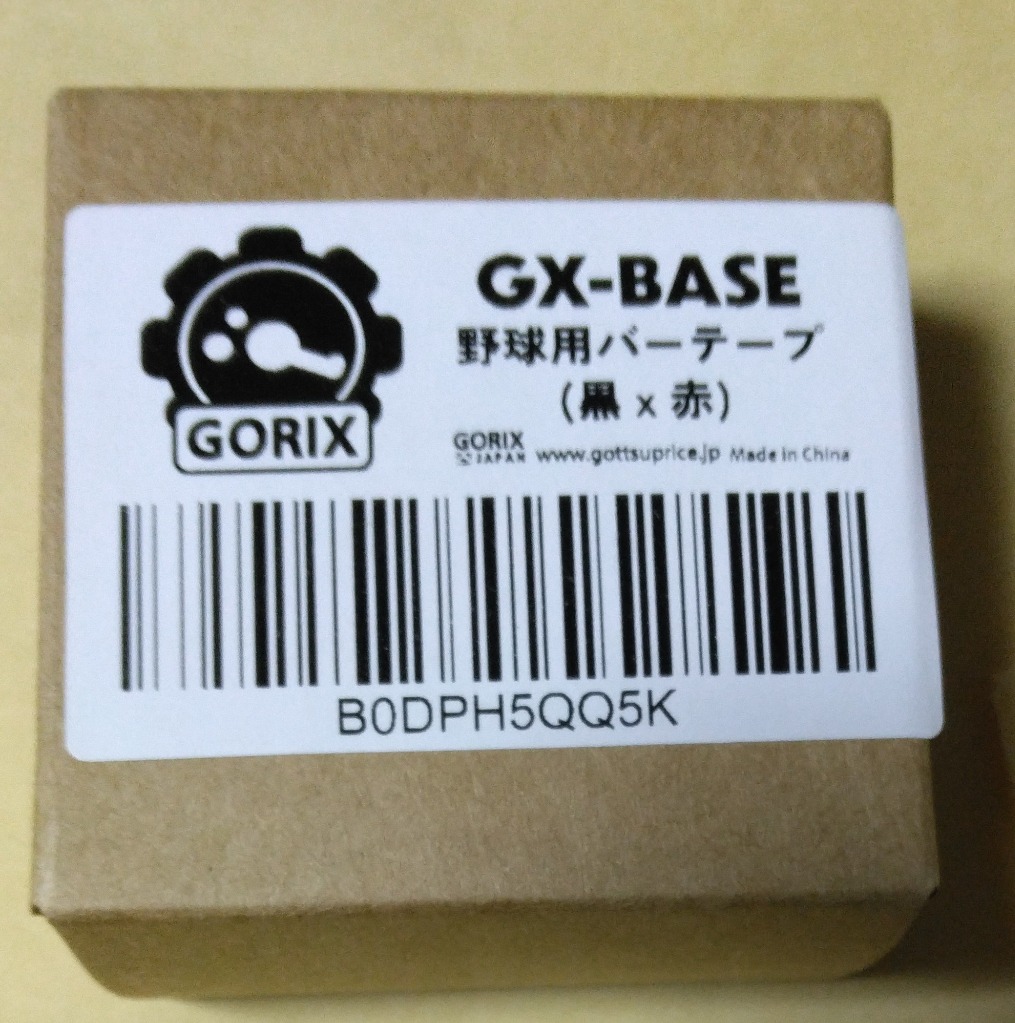 GORIX
GX-BASE
野球用バーテープ
(黒 x 赤)
GORIX JAPAN www.gottsuprice.jp Made in China
B0DPH5QQ5K